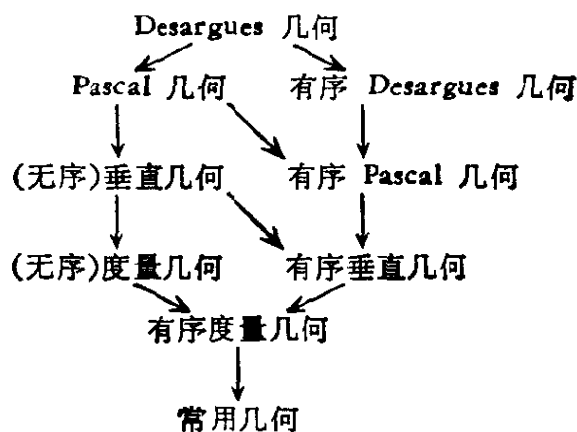 Desargues 几何
Pascal 几何 有序 Desargues 几何
(无序)垂直几何 有序 Pascal 几何
(无序)度量几何 有序垂直几何
有序度量几何
常用几何